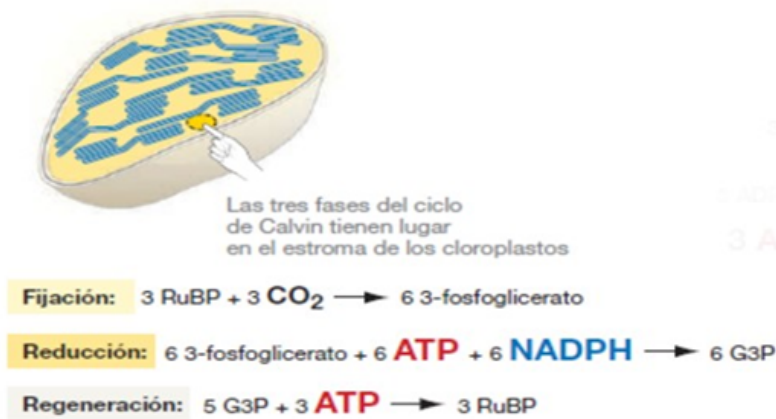 Las tres fases del ciclo
de Calvin tienen lugar
en el estroma de los cloroplastos
Fijación: 3 RuBP + 3 CO₂ → 6 3-fosfoglicerato
Reducción: 6 3-fosfoglicerato + 6 ATP + 6 NADPH → 6 G3P
Regeneración: 5 G3P + 3 ATP → 3 RuBP